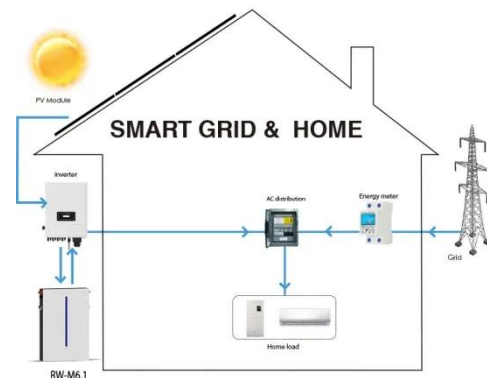 PV Module
SMART GRID & HOME
inverter
AC distribution
Energy meter
Grid
Home load
RW-M6.1